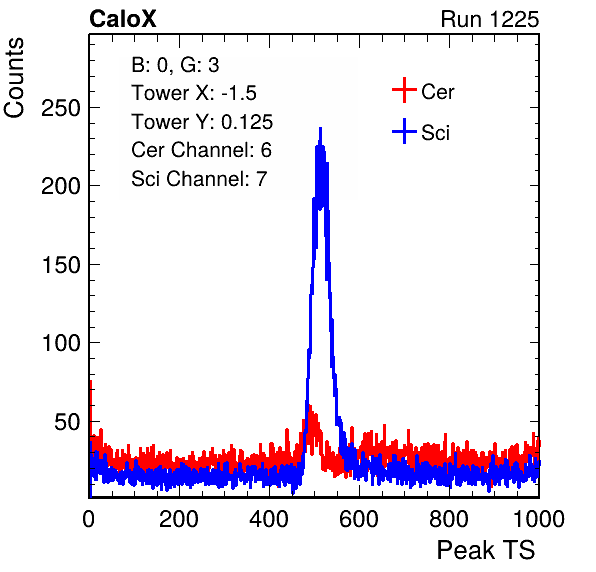 CaloX Run 1225
Counts
B: 0, G: 3
Tower X: -1.5
Tower Y: 0.125
Cer Channel: 6
Sci Channel: 7
Cer
Sci
250
200
150
100
50
0 200 400 600 800 1000
Peak TS